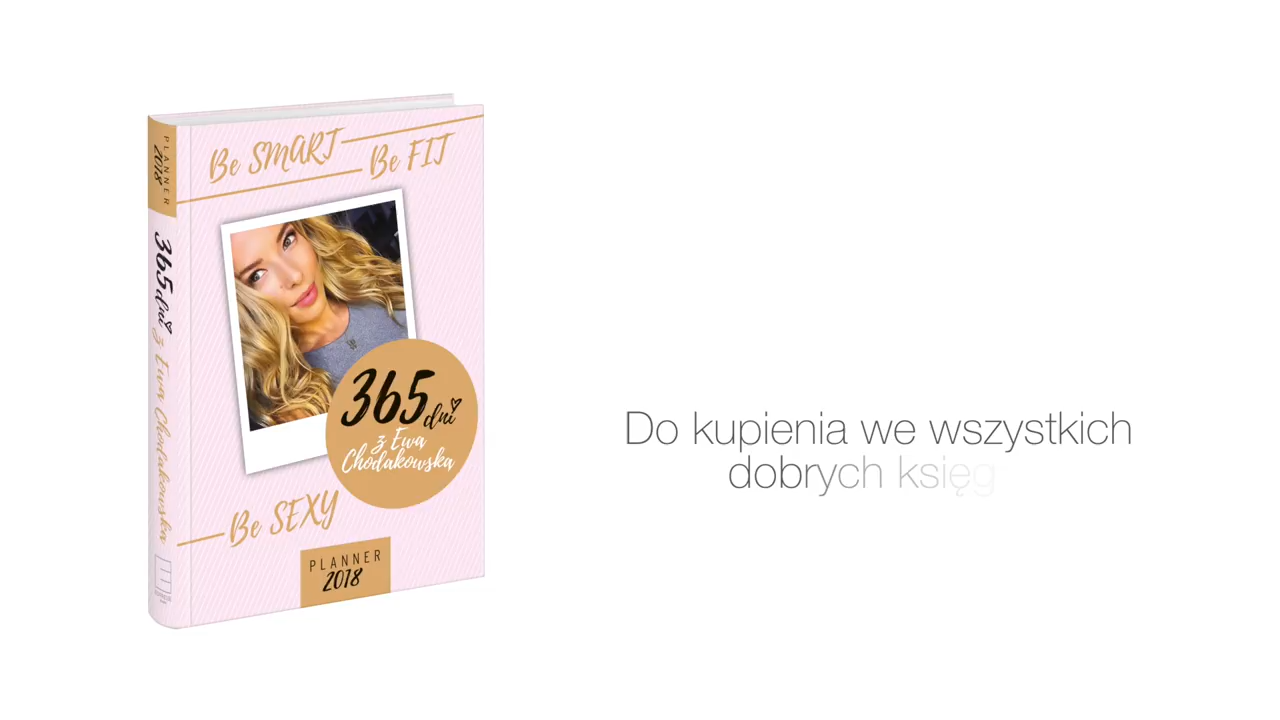 Be SMART
Be FIT
365 dni
z Ewą
Chodakowską
Be SEXY
PLANNER
2018
PLANNER
2018
365 dni z Ewą Chodakowską
Do kupienia we wszystkich
dobrych księg